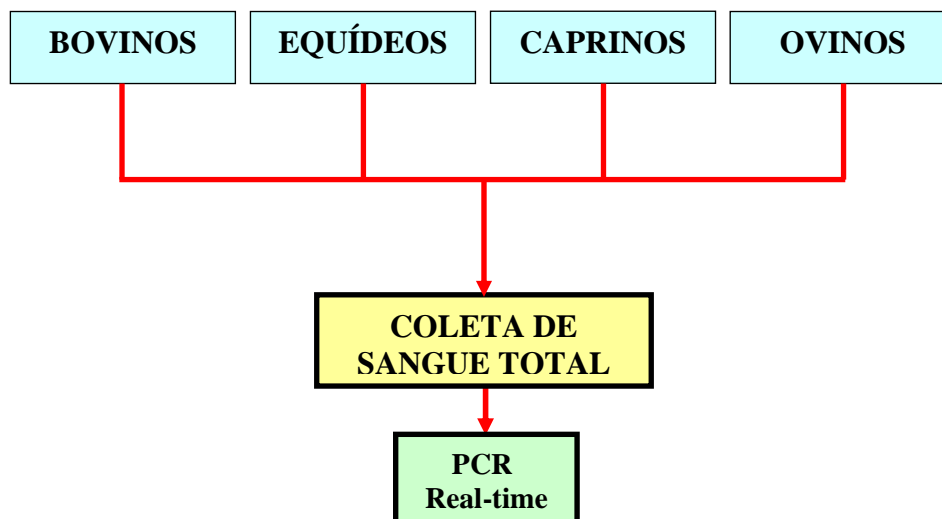 BOVINOS
EQUÍDEOS
CAPRINOS
OVINOS
COLETA DE
SANGUE TOTAL
PCR
Real-time